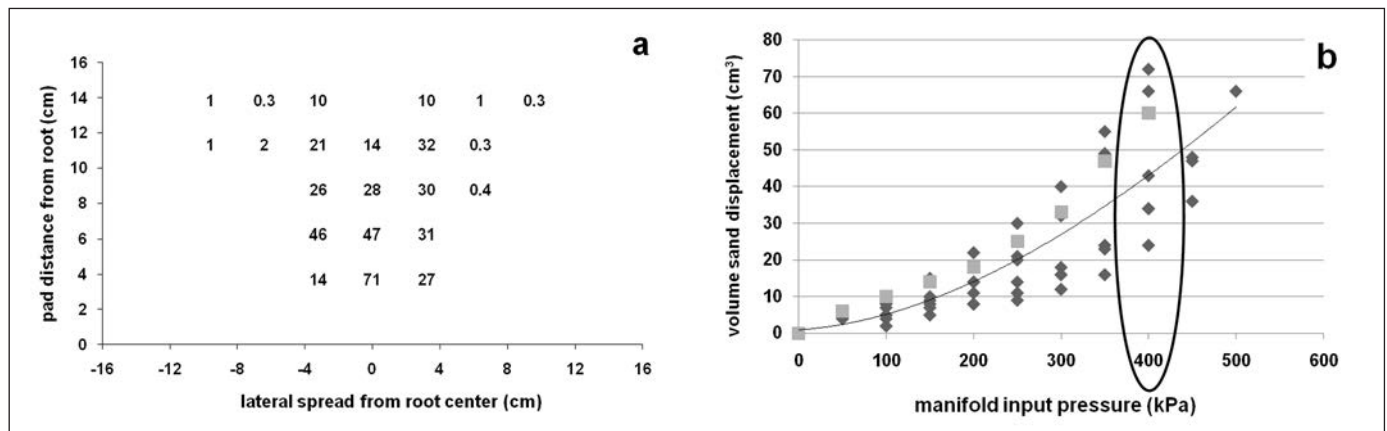 a
pad distance from root (cm)
16
14
12
10
8
6
4
2
0
1 0.3 10 10 1 0.3
1 2 21 14 32 0.3
26 28 30 0.4
46 47 31
14 71 27
-16 -12 -8 -4 0 4 8 12 16
lateral spread from root center (cm)
b
volume sand displacement (cm³)
80
70
60
50
40
30
20
10
0
0 100 200 300 400 500 600
manifold input pressure (kPa)